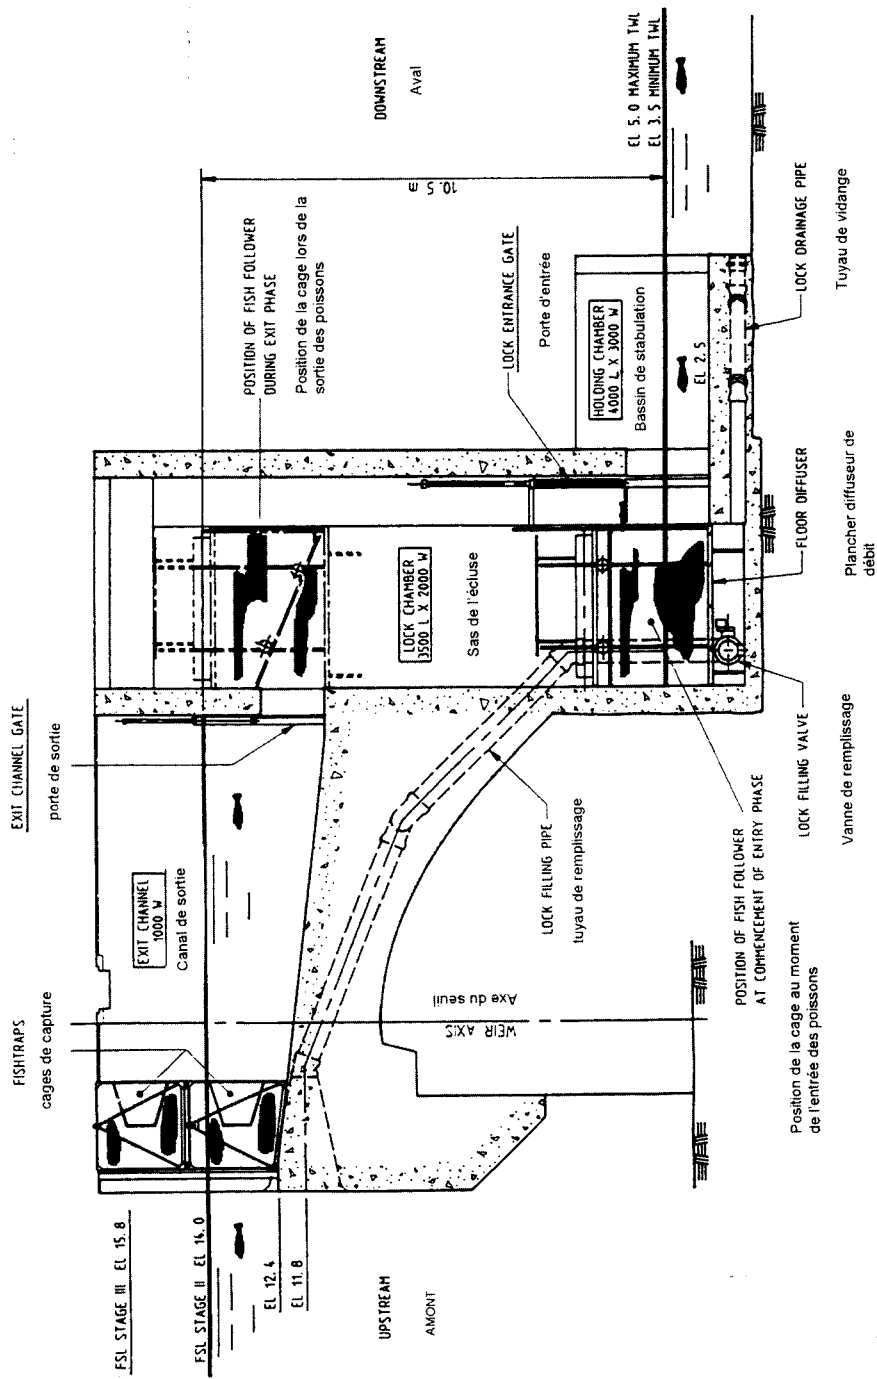 FSL STAGE III EL 15.8
FSL STAGE II EL 14.0
EL 12.4
EL 11.8
UPSTREAM
AMONT
FISHTRAPS
cages de capture
EXIT CHANNEL
1000 W
Canal de sortie
WEIR AXIS
Axe du seuil
EXIT CHANNEL GATE
porte de sortie
LOCK FILLING PIPE
tuyau de remplissage
POSITION OF FISH FOLLOWER
AT COMMENCEMENT OF ENTRY PHASE
Position de la cage au moment
de l'entrée des poissons
LOCK FILLING VALVE
Vanne de remplissage
LOCK CHAMBER
3500 L X 2000 W
Sas de l'écluse
FLOOR DIFFUSER
Plancher diffuseur de
débit
POSITION OF FISH FOLLOWER
DURING EXIT PHASE
Position de la cage lors de la
sortie des poissons
LOCK ENTRANCE GATE
Porte d'entrée
HOLDING CHAMBER
4000 L X 3000 W
Bassin de stabulation
EL 2.5
LOCK DRAINAGE PIPE
Tuyau de vidange
10.5 m
DOWNSTREAM
Aval
EL 5.0 MAXIMUM TWL
EL 3.5 MINIMUM TWL